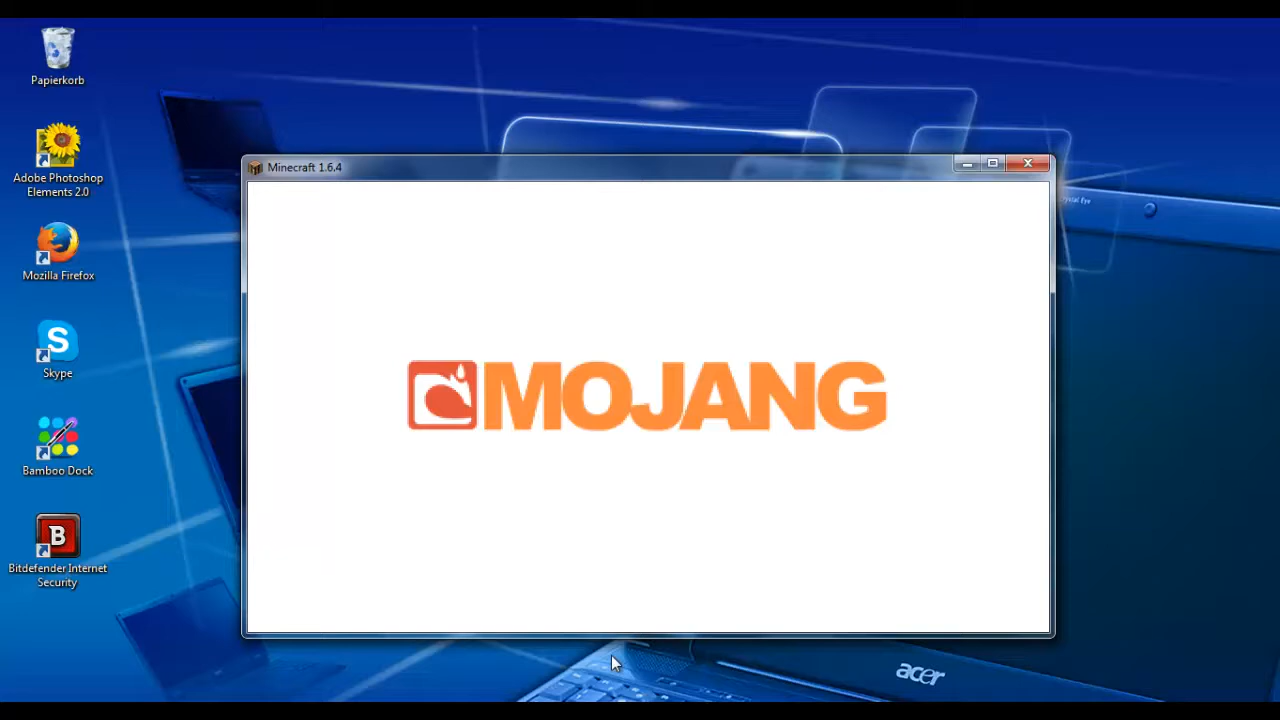 Papierkorb
Adobe Photoshop
Elements 2.0
Mozilla Firefox
S
Skype
Bamboo Dock
B
Bitdefender Internet
Security
Minecraft 1.6.4
MOJANG
acer